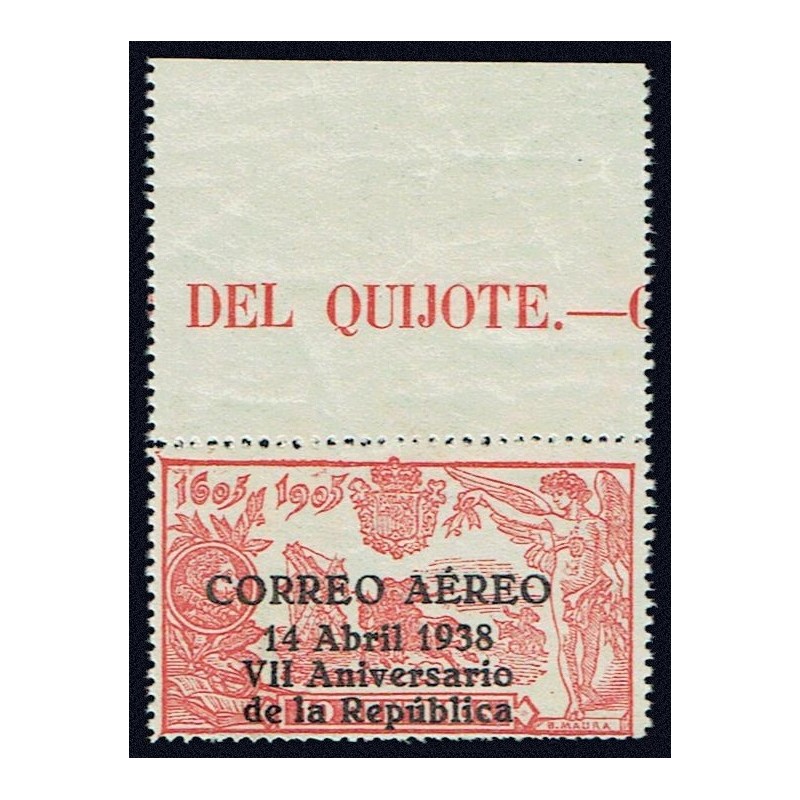 DEL QUIJOTE.—
1605 1905
CORREO AÉREO
14 Abril 1938
VII Aniversario
de la República
B. MAURA